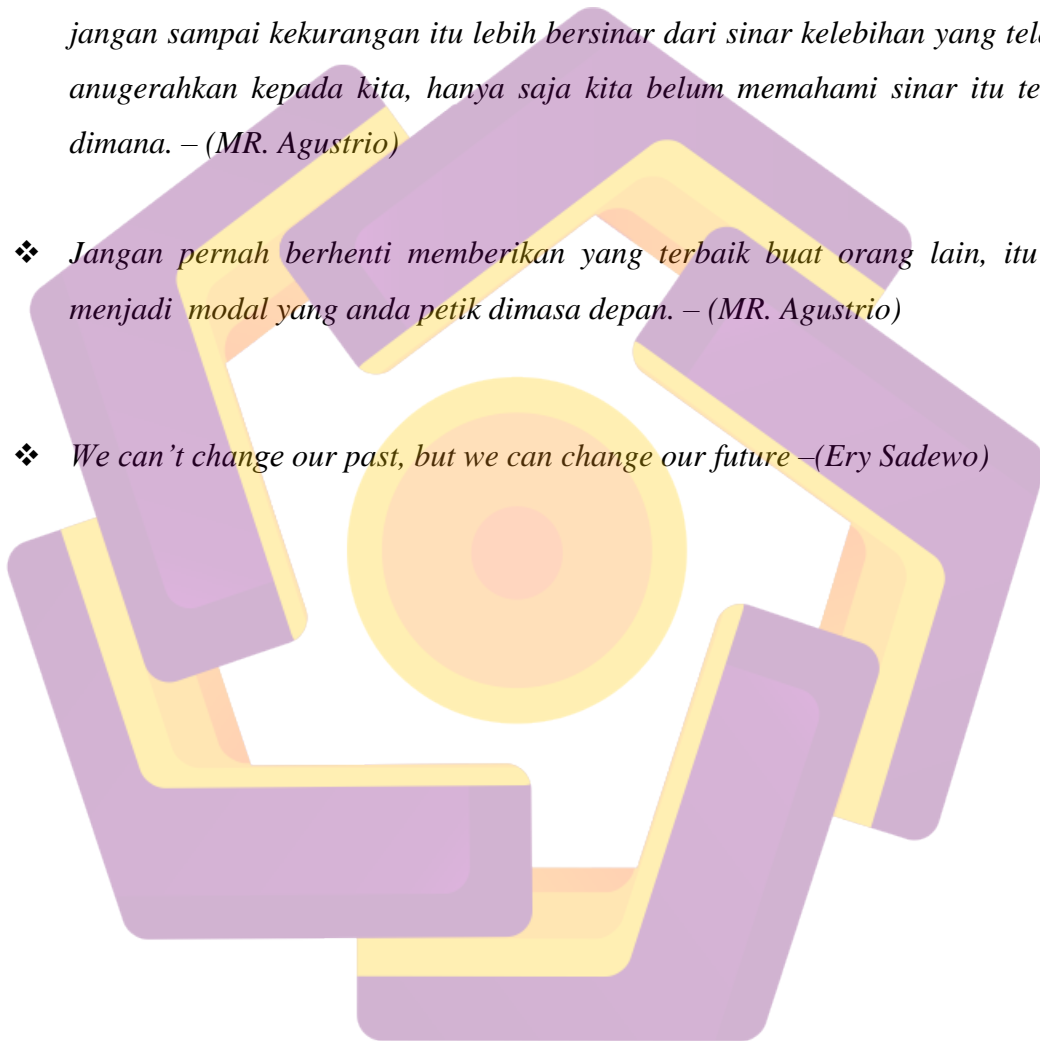 jangan sampai kekurangan itu lebih bersinar dari sinar kelebihan yang
anugerahkan kepada kita, hanya saja kita belum memahami sinar itu
dimana. – (MR. Agustrio)
❖ Jangan pernah berhenti memberikan yang terbaik buat orang lain, itu
menjadi modal yang anda petik dimasa depan. – (MR. Agustrio)
❖ We can't change our past, but we can change our future –(Ery Sadewo)